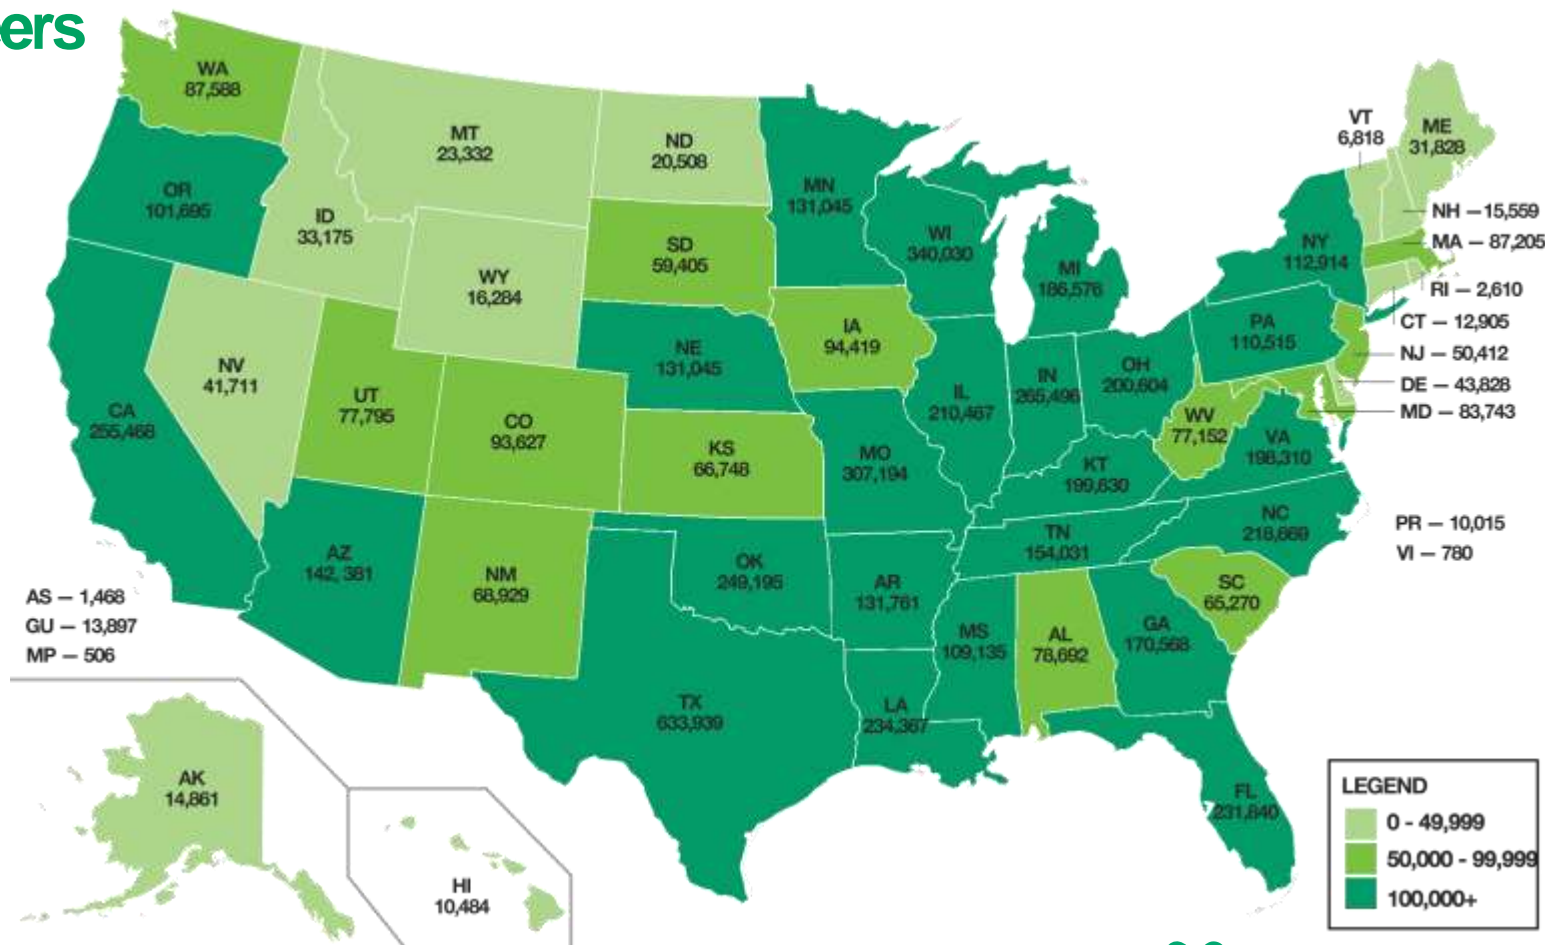 ers
WA
87,588
OR
101,695
CA
255,468
NV
41,711
ID
33,175
MT
23,332
WY
16,284
UT
77,795
CO
93,627
AZ
142, 381
NM
68,929
ND
20,508
SD
59,405
NE
131,045
KS
66,748
OK
249,195
TX
633,939
MN
131,045
IA
94,419
MO
307,194
AR
131,761
LA
234,367
WI
340,030
IL
210,467
MI
186,576
IN
265,496
OH
200,604
KT
199,630
TN
154,031
MS
109,135
AL
78,692
GA
170,568
FL
231,840
SC
65,270
NC
218,669
VA
198,310
WV
77,152
PA
110,515
NY
112,914
VT
6,818
ME
31,828
NH — 15,559
MA — 87,205
RI — 2,610
CT — 12,905
NJ — 50,412
DE — 43,828
MD — 83,743
PR — 10,015
VI — 780
AS — 1,468
GU — 13,897
MP — 506
AK
14,861
HI
10,484
LEGEND
0 - 49,999
50,000 - 99,999
100,000+